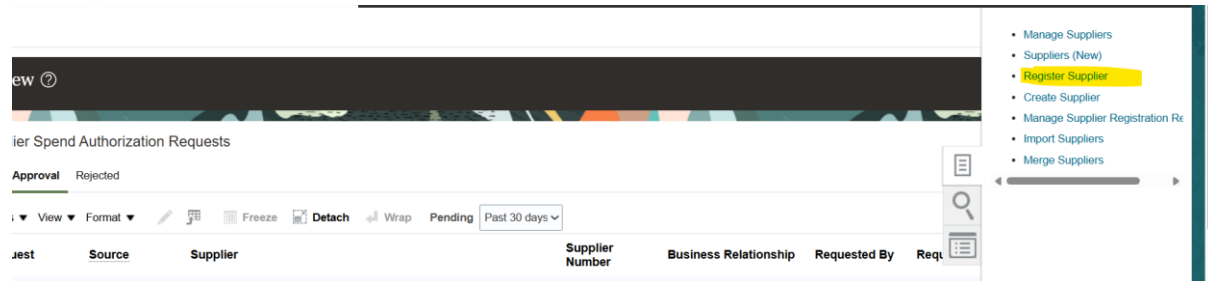 ew
ier Spend Authorization Requests
Approval Rejected
View Format Freeze Detach Wrap Pending Past 30 days
uest Source Supplier Supplier Number Business Relationship Requested By Requ
Manage Suppliers
Suppliers (New)
Register Supplier
Create Supplier
Manage Supplier Registration Re
Import Suppliers
Merge Suppliers